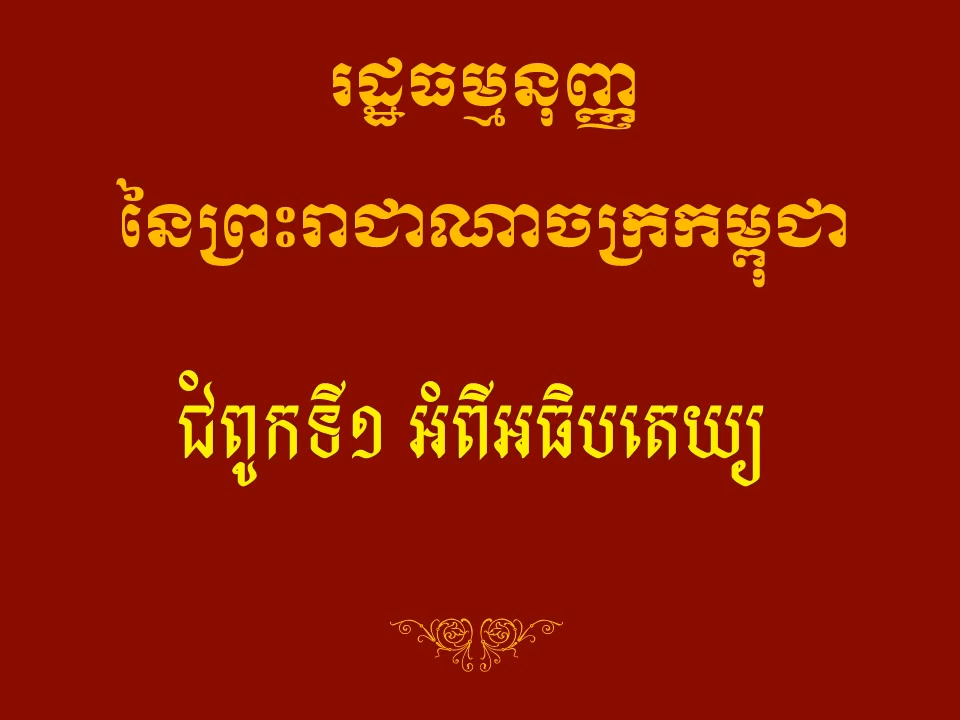 រដ្ឋធម្មនុញ្ញ
នៃព្រះរាជាណាចក្រកម្ពុជា
ជំពូកទី១ អំពីអធិបតេយ្យ